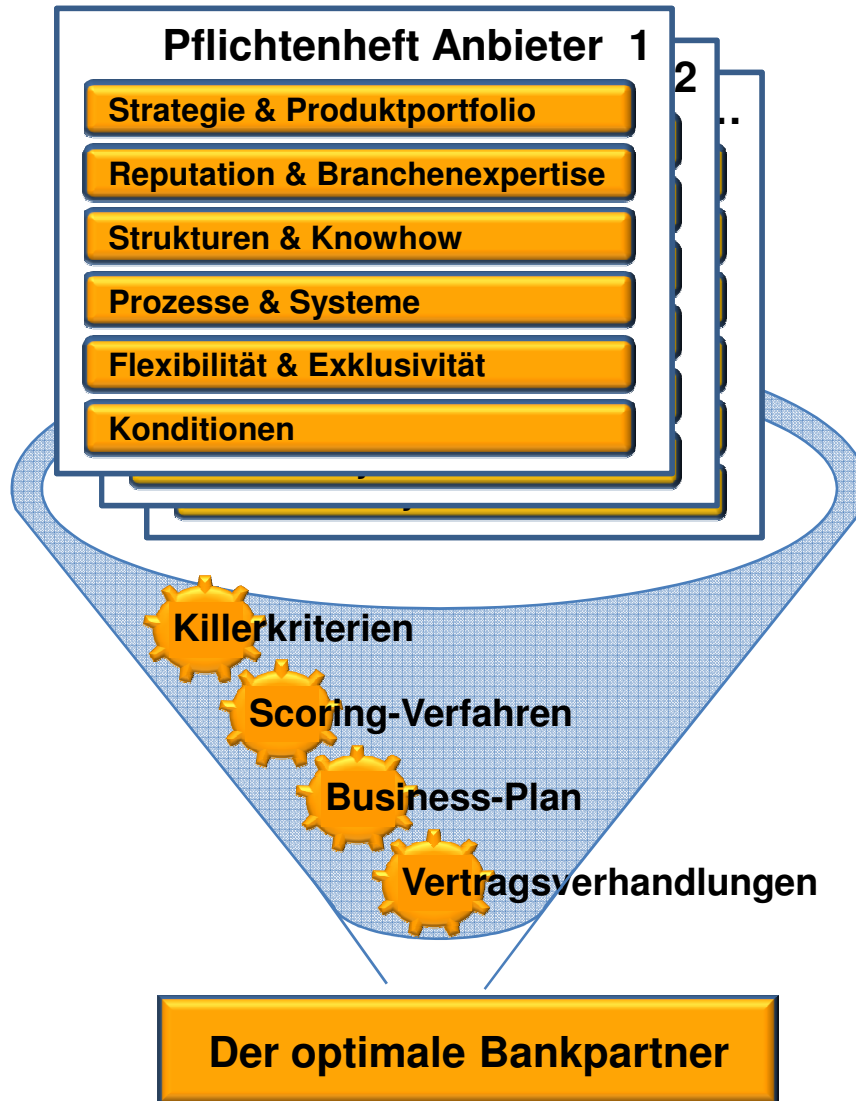 Pflichtenheft Anbieter 1
2
..
Strategie & Produktportfolio
Reputation & Branchenexpertise
Strukturen & Knowhow
Prozesse & Systeme
Flexibilität & Exklusivität
Konditionen
Killerkriterien
Scoring-Verfahren
Business-Plan
Vertragsverhandlungen
Der optimale Bankpartner